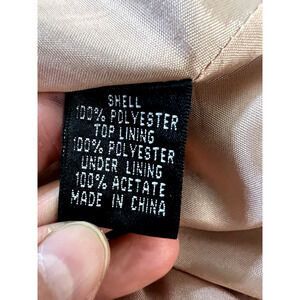 SHELL
100% POLYESTER
TOP LINING
100% POLYESTER
UNDER LINING
100% ACETATE
MADE IN CHINA